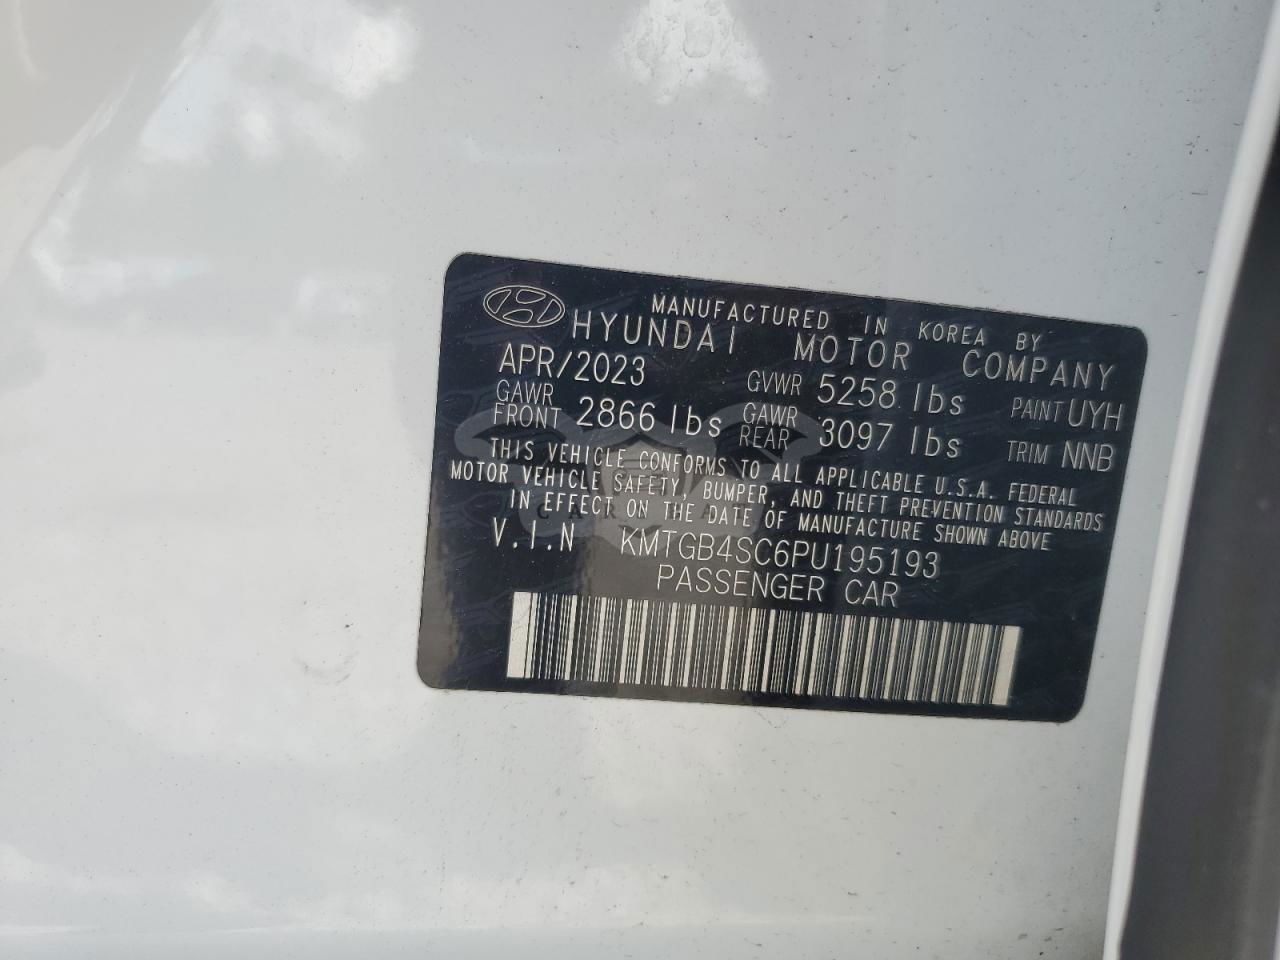 MANUFACTURED IN KOREA BY
HYUNDAI MOTOR COMPANY
APR/2023 GVWR 5258 lbs PAINT UYH
GAWR FRONT 2866 lbs GAWR REAR 3097 lbs TRIM NNB
THIS VEHICLE CONFORMS TO ALL APPLICABLE U.S.A. FEDERAL
MOTOR VEHICLE SAFETY, BUMPER, AND THEFT PREVENTION STANDARDS
IN EFFECT ON THE DATE OF MANUFACTURE SHOWN ABOVE
V.I.N KMTGB4SC6PU195193
PASSENGER CAR